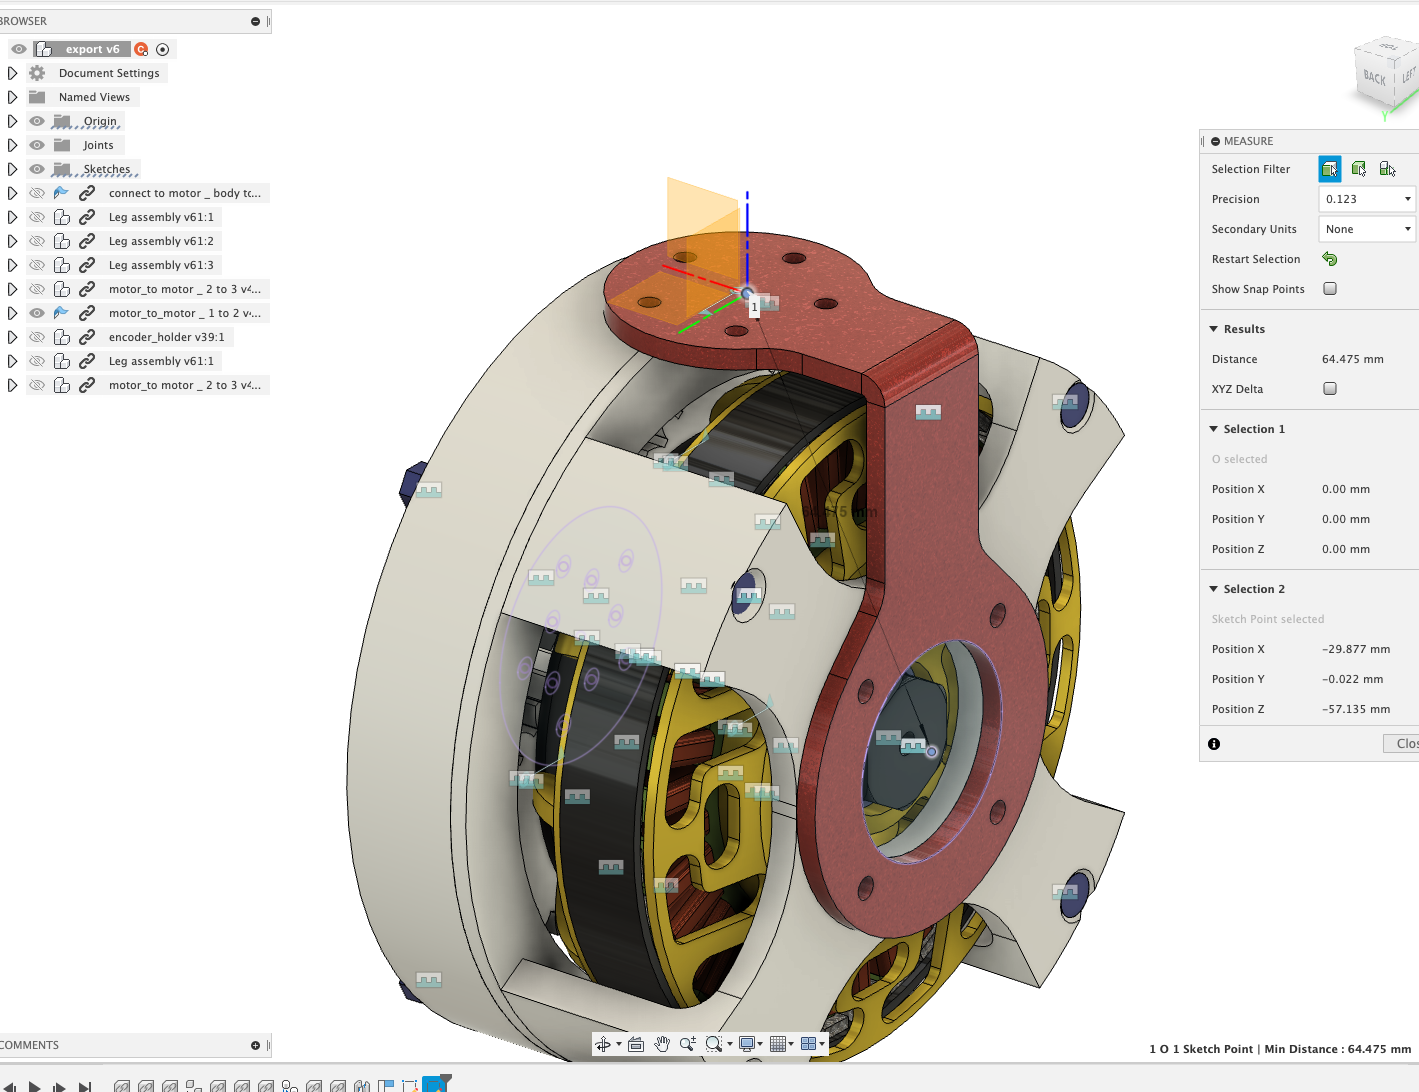 BROWSER
export v6
Document Settings
Named Views
Origin
Joints
Sketches
connect to motor _ body to...
Leg assembly v61:1
Leg assembly v61:2
Leg assembly v61:3
motor_to motor _ 2 to 3 v4...
motor_to_motor _ 1 to 2 v...
encoder_holder v39:1
Leg assembly v61:1
motor_to motor _ 2 to 3 v4...
COMMENTS
1
64.475 mm
TOP
BACK
LEFT
Y
MEASURE
Selection Filter
Precision 0.123
Secondary Units None
Restart Selection
Show Snap Points
Results
Distance 64.475 mm
XYZ Delta
Selection 1
O selected
Position X 0.00 mm
Position Y 0.00 mm
Position Z 0.00 mm
Selection 2
Sketch Point selected
Position X −29.877 mm
Position Y −0.022 mm
Position Z −57.135 mm
Clos
1 O 1 Sketch Point | Min Distance : 64.475 mm